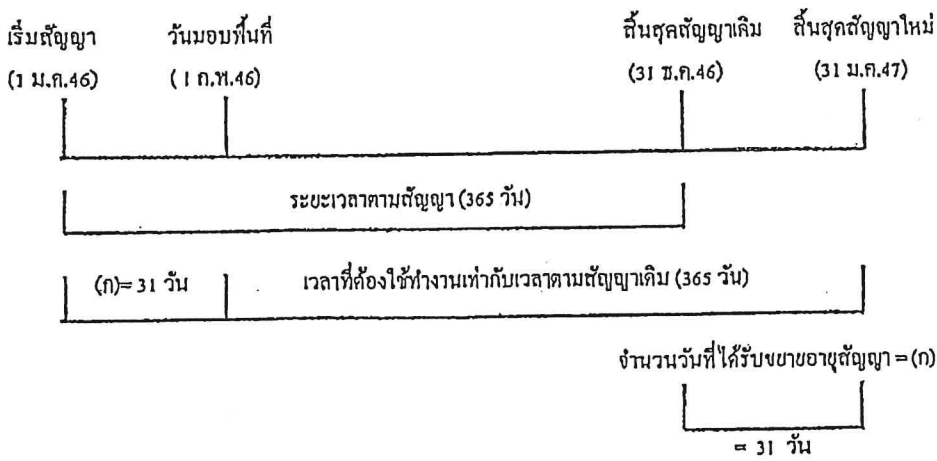 เริ่มสัญญา วันมอบพื้นที่ สิ้นสุดสัญญาเดิม สิ้นสุดสัญญาใหม่
(1 ม.ค.46) (1 ก.พ.46) (31 ธ.ค.46) (31 ม.ค.47)
ระยะเวลาตามสัญญา (365 วัน)
(ก)= 31 วัน เวลาที่ต้องใช้ทำงานเท่ากับเวลาตามสัญญาเดิม (365 วัน)
จำนวนวันที่ได้รับขยายอายุสัญญา = (ก)
= 31 วัน